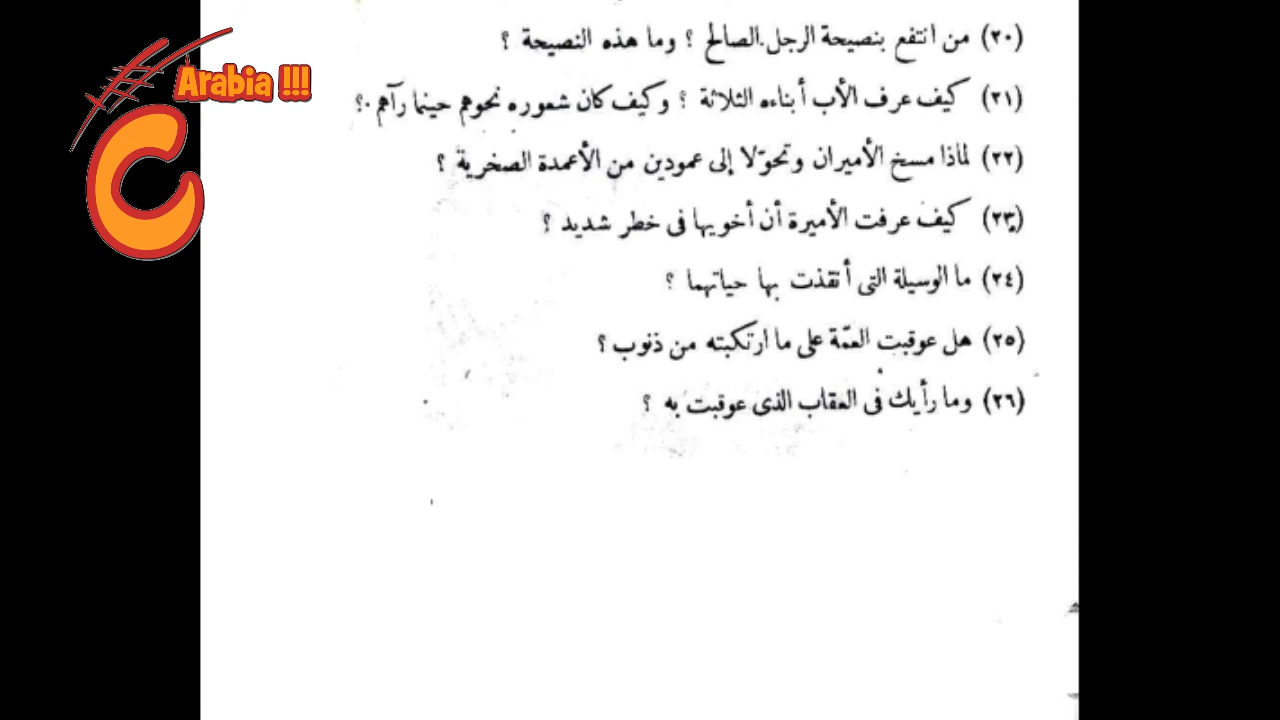 Arabia !!!
C
(٢٠) من انتفع بنصيحة الرجل الصالح ؟ وما هذه النصيحة ؟
(٢١) كيف عرف الأب أبناءه الثلاثة ؟ وكيف كان شعوره نحوهم حينما رآهم ؟
(٢٢) لماذا مسخ الأميران وتحوّلا إلى عمودين من الأعمدة الصخرية ؟
(٢٣) كيف عرفت الأميرة أن أخويها فى خطر شديد ؟
(٢٤) ما الوسيلة التى أنقذت بها حياتهما ؟
(٢٥) هل عوقبت العمّة على ما ارتكبته من ذنوب ؟
(٢٦) وما رأيك فى العقاب الذى عوقبت به ؟